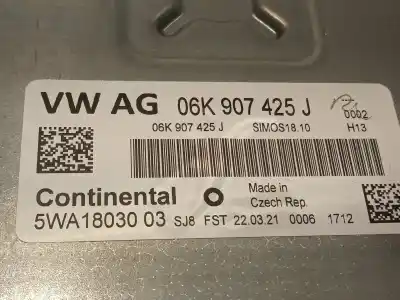 VW AG 06K 907 425 J 0002
06K 907 425 J SIMOS18.10 H13
Continental Made in
Czech Rep.
5WA18030 03 SJ8 FST 22.03.21 0006 1712